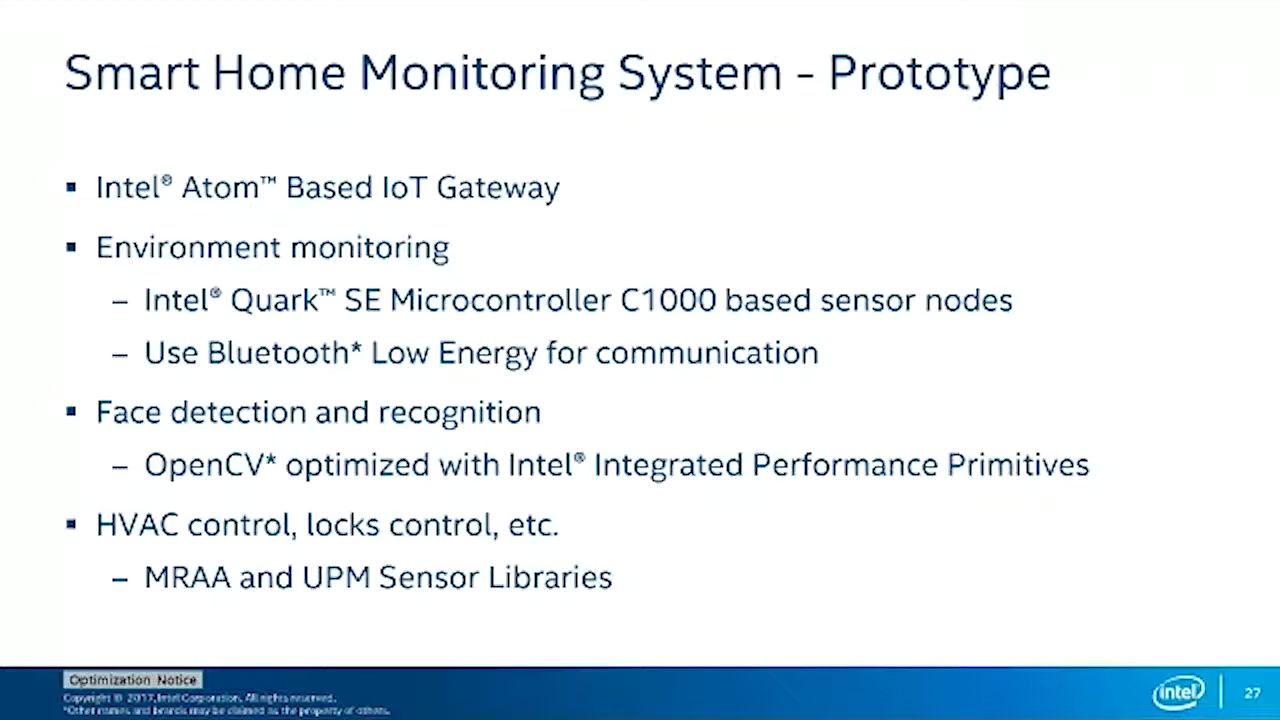 Smart Home Monitoring System - Prototype
▪ Intel® Atom™ Based IoT Gateway
▪ Environment monitoring
– Intel® Quark™ SE Microcontroller C1000 based sensor nodes
– Use Bluetooth* Low Energy for communication
▪ Face detection and recognition
– OpenCV* optimized with Intel® Integrated Performance Primitives
▪ HVAC control, locks control, etc.
– MRAA and UPM Sensor Libraries
Optimization Notice
Copyright © 2017, Intel Corporation. All rights reserved.
*Other names and brands may be claimed as the property of others.
intel
27